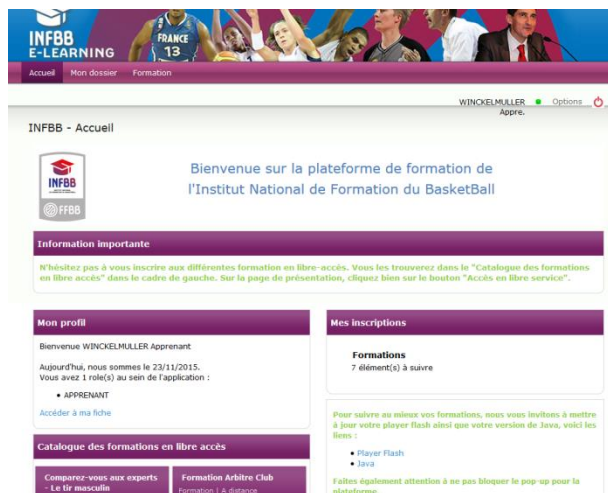 INFBB
E-LEARNING
FRANCE
13
Accueil Mon dossier Formation
WINCKELMULLER Options
Appre.
INFBB - Accueil
INFBB
FFBB
Bienvenue sur la plateforme de formation de
l'Institut National de Formation du BasketBall
Information importante
N'hésitez pas à vous inscrire aux différentes formation en libre-accès. Vous les trouverez dans le "Catalogue des formations
en libre accès" dans le cadre de gauche. Sur la page de présentation, cliquez bien sur le bouton "Accès en libre service".
Mon profil
Bienvenue WINCKELMULLER Apprenant
Aujourd'hui, nous sommes le 23/11/2015.
Vous avez 1 role(s) au sein de l'application :
• APPRENANT
Accéder à ma fiche
Catalogue des formations en libre accès
Comparez-vous aux experts
- Le tir masculin
Formation Arbitre Club
Formation | A distance
Mes inscriptions
Formations
7 élément(s) à suivre
Pour suivre au mieux vos formations, nous vous invitons à mettre
à jour votre player flash ainsi que votre version de Java, voici les
liens :
• Player Flash
• Java
Faites également attention à ne pas bloquer le pop-up pour la
plateforme